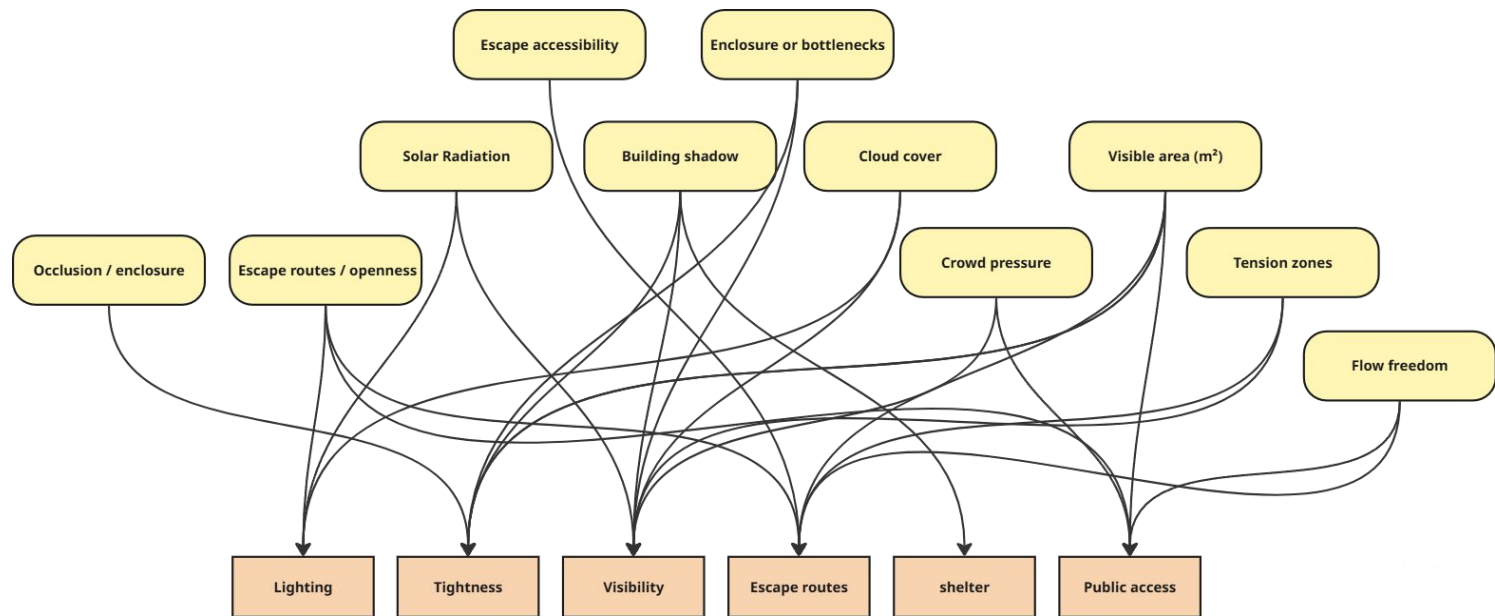 Escape accessibility
Enclosure or bottlenecks
Solar Radiation
Building shadow
Cloud cover
Visible area (m²)
Occlusion / enclosure
Escape routes / openness
Crowd pressure
Tension zones
Flow freedom
Lighting
Tightness
Visibility
Escape routes
shelter
Public access